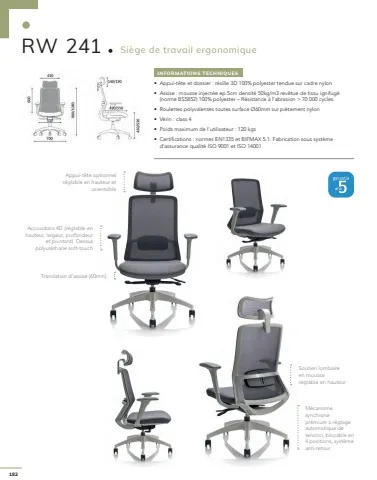 RW 241 • Siège de travail ergonomique
INFORMATIONS TECHNIQUES
• Appui-tête et dossier : résille 3D 100% polyester tendue sur cadre nylon
• Assise : mousse injectée ep.5cm densité 50kg/m3 revêtue de tissu ignifugé
(norme BS5852) 100% polyester – Résistance à l'abrasion > 70 000 cycles.
• Roulettes polyvalentes toutes surface Ø60mm sur piètement nylon
• Vérin : class 4
• Poids maximum de l'utilisateur : 120 kgs
• Certifications : normes EN1335 et BIFMAX 5.1. Fabrication sous système
d'assurance qualité ISO 9001 et ISO 14001
garantie
5
Appui-tête optionnel
réglable en hauteur et
orientable
Accoudoirs 4D (réglable en
hauteur, largeur, profondeur
et pivotant). Dessus
polyuréthane soft-touch
Translation d'assise (60mm)
Soutien lombaire
en mousse
réglable en hauteur
Mécanisme
synchrone
prémium à réglage
automatique de
tension, blocable en
4 positions, système
anti-retour
182